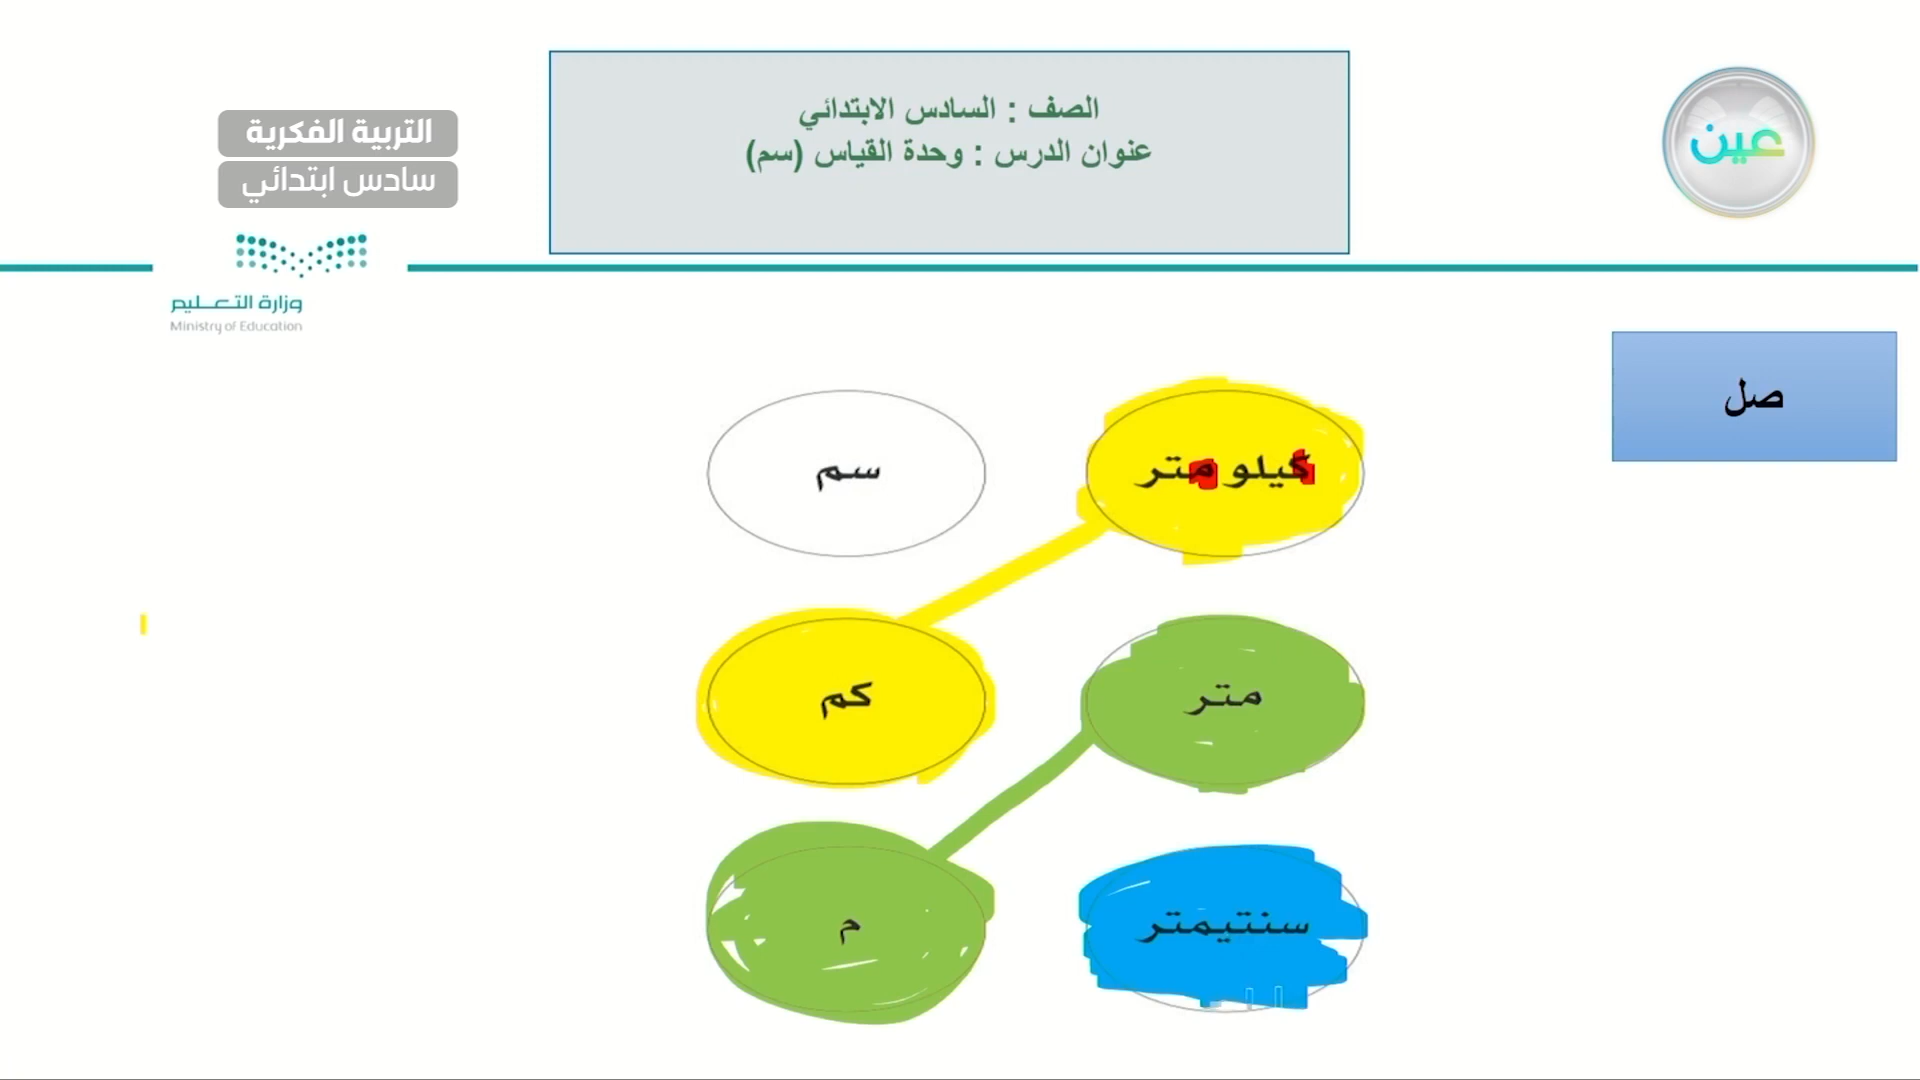 الصف : السادس الابتدائي
عنوان الدرس : وحدة القياس (سم)
عين
التربية الفكرية
سادس ابتدائي
وزارة التعليم
Ministry of Education
صل
كيلو متر
سم
متر
كم
سنتيمتر
م